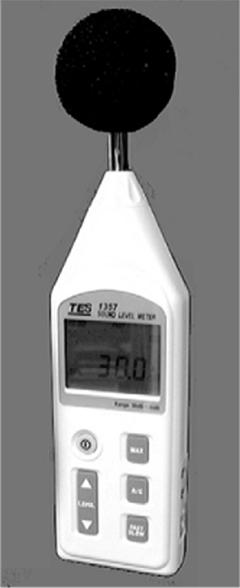 TES 1357
SOUND LEVEL METER
30.0
MAX
LEVEL
A/C
FAST
SLOW